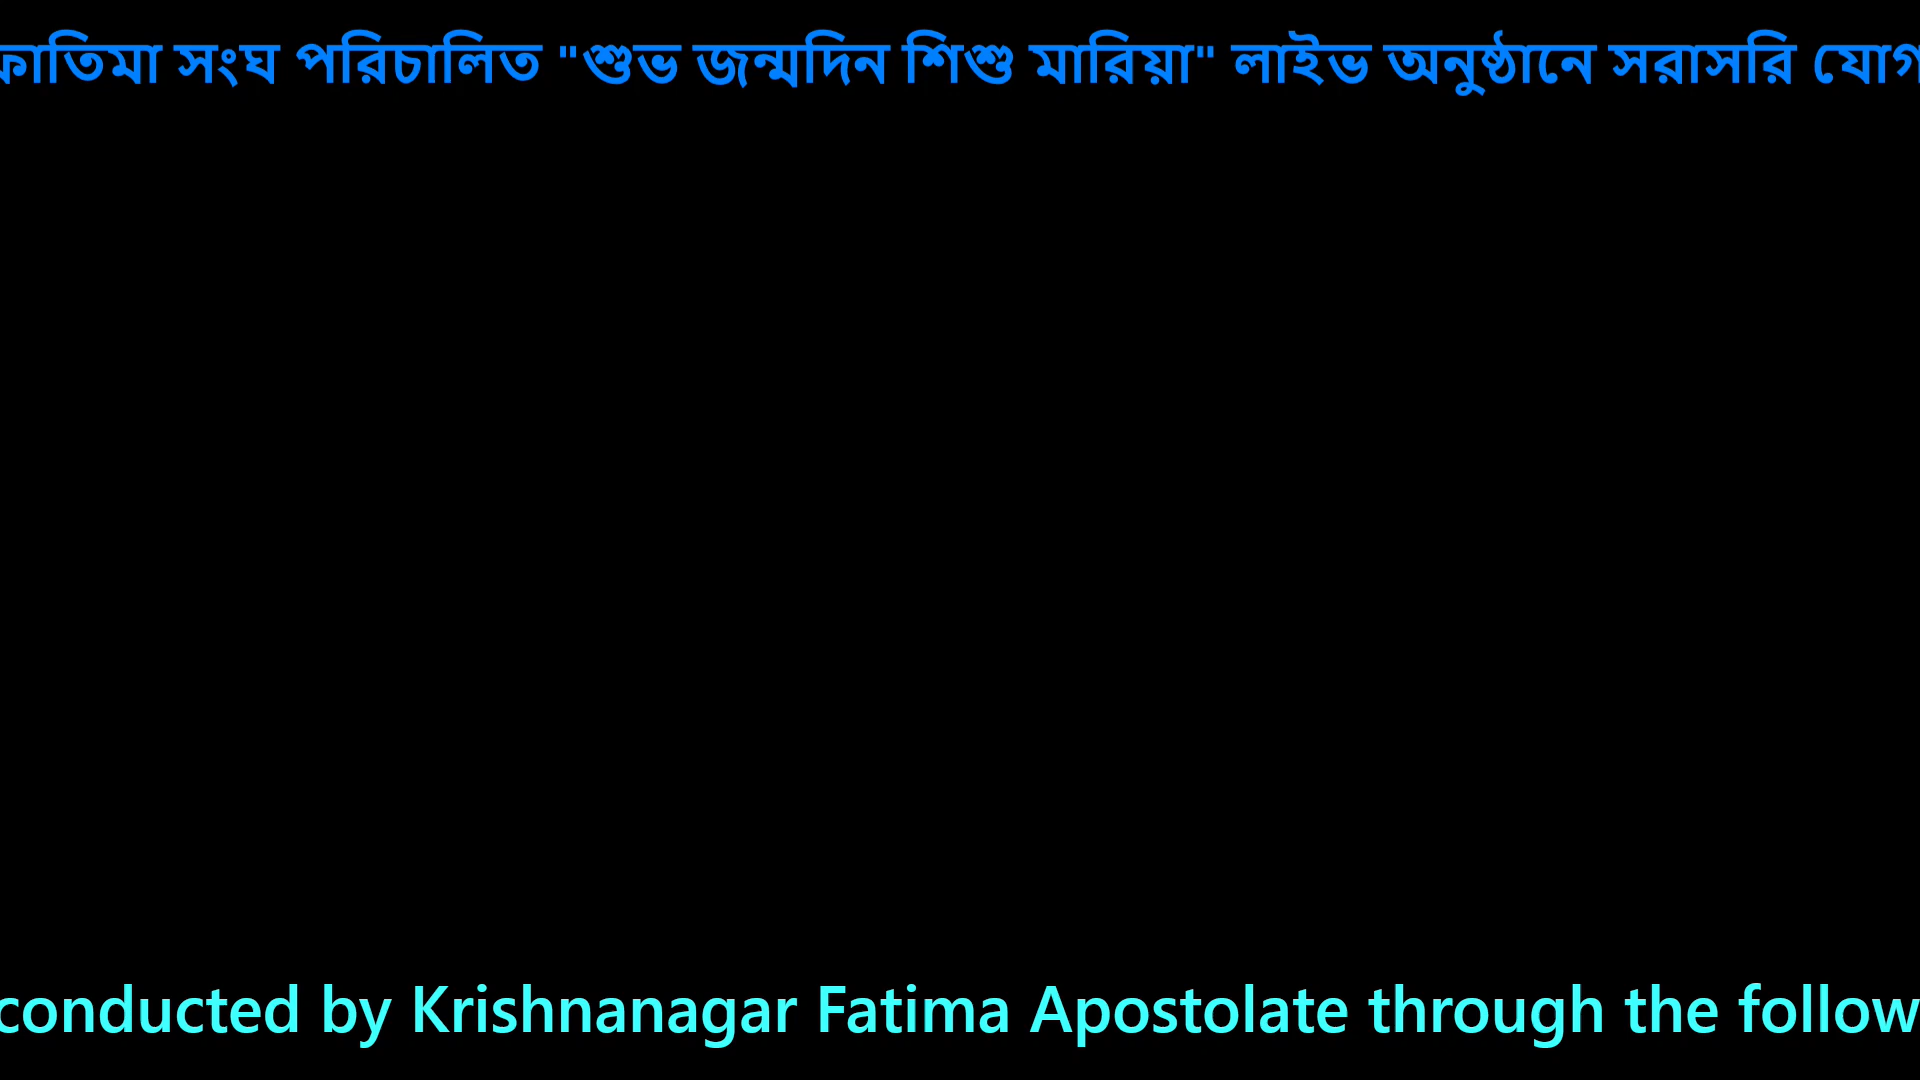 ফাতিমা সংঘ পরিচালিত "শুভ জন্মদিন শিশু মারিয়া" লাইভ অনুষ্ঠানে সরাসরি যোগ
conducted by Krishnanagar Fatima Apostolate through the follow